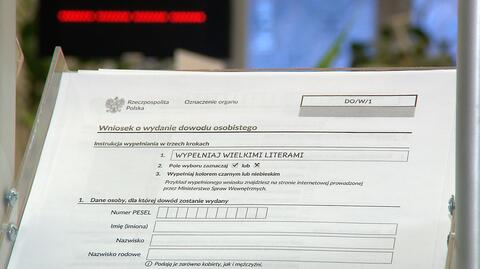 Rzeczpospolita
Polska
Oznaczenie organu
DO/W/1
Wniosek o wydanie dowodu osobistego
Instrukcja wypełniania w trzech krokach
1. WYPEŁNIAJ WIELKIMI LITERAMI
2. Pole wyboru zaznaczaj ☑ lub ☒
3. Wypełniaj kolorem czarnym lub niebieskim
Przykład wypełnionego wniosku znajdziesz na stronie internetowej prowadzonej
przez Ministerstwo Spraw Wewnętrznych.
1. Dane osoby, dla której dowód zostanie wydany
Numer PESEL
Imię (imiona)
Nazwisko
Nazwisko rodowe
Podają je zarówno kobiety, jak i mężczyźni.